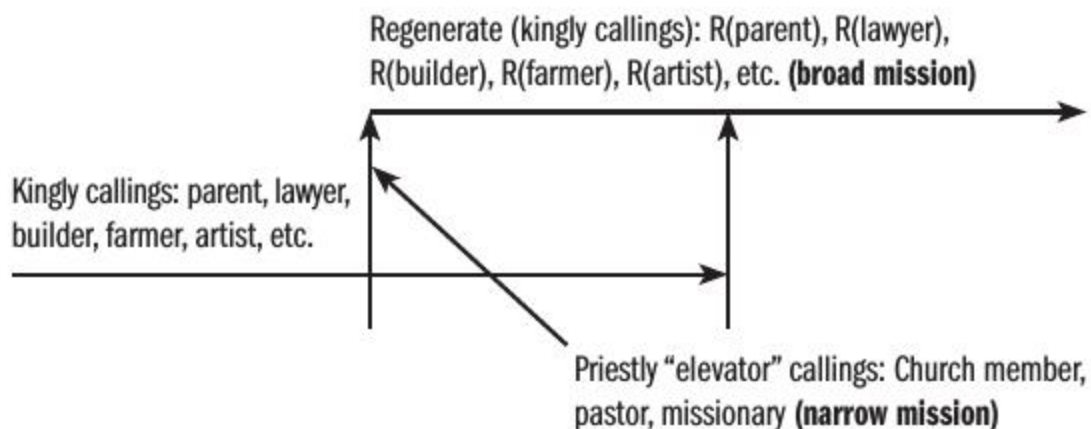 Regenerate (kingly callings): R(parent), R(lawyer),
R(builder), R(farmer), R(artist), etc. (broad mission)
Kingly callings: parent, lawyer,
builder, farmer, artist, etc.
Priestly “elevator” callings: Church member,
pastor, missionary (narrow mission)